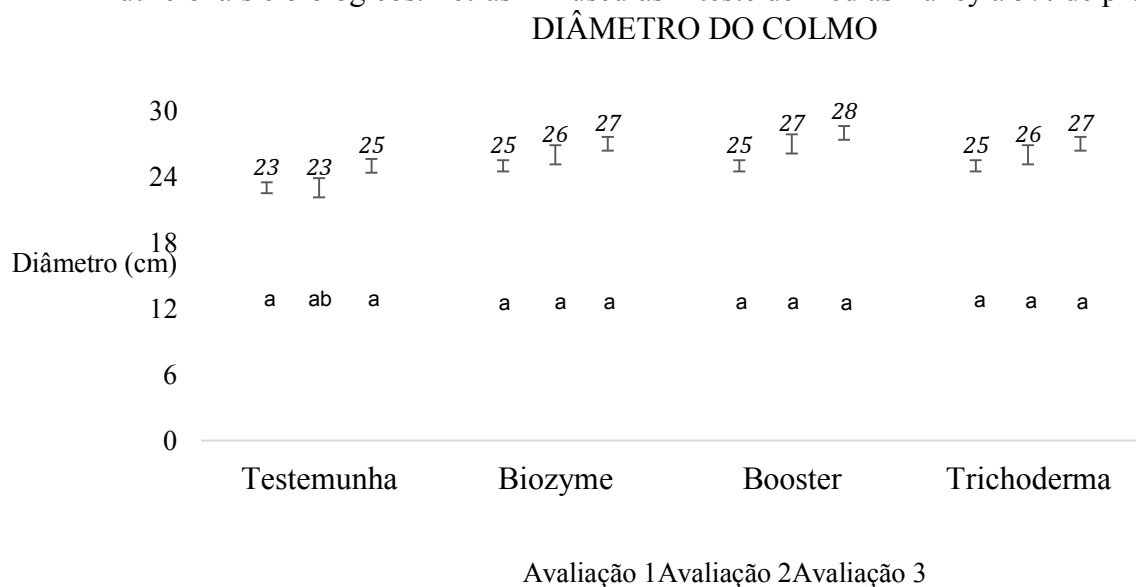 DIÂMETRO DO COLMO
30
24
18
12
6
0
Diâmetro (cm)
23 23 25 25 26 27 25 27 28 25 26 27
a ab a a a a a a a a a a
Testemunha Biozyme Booster Trichoderma
Avaliação 1Avaliação 2Avaliação 3